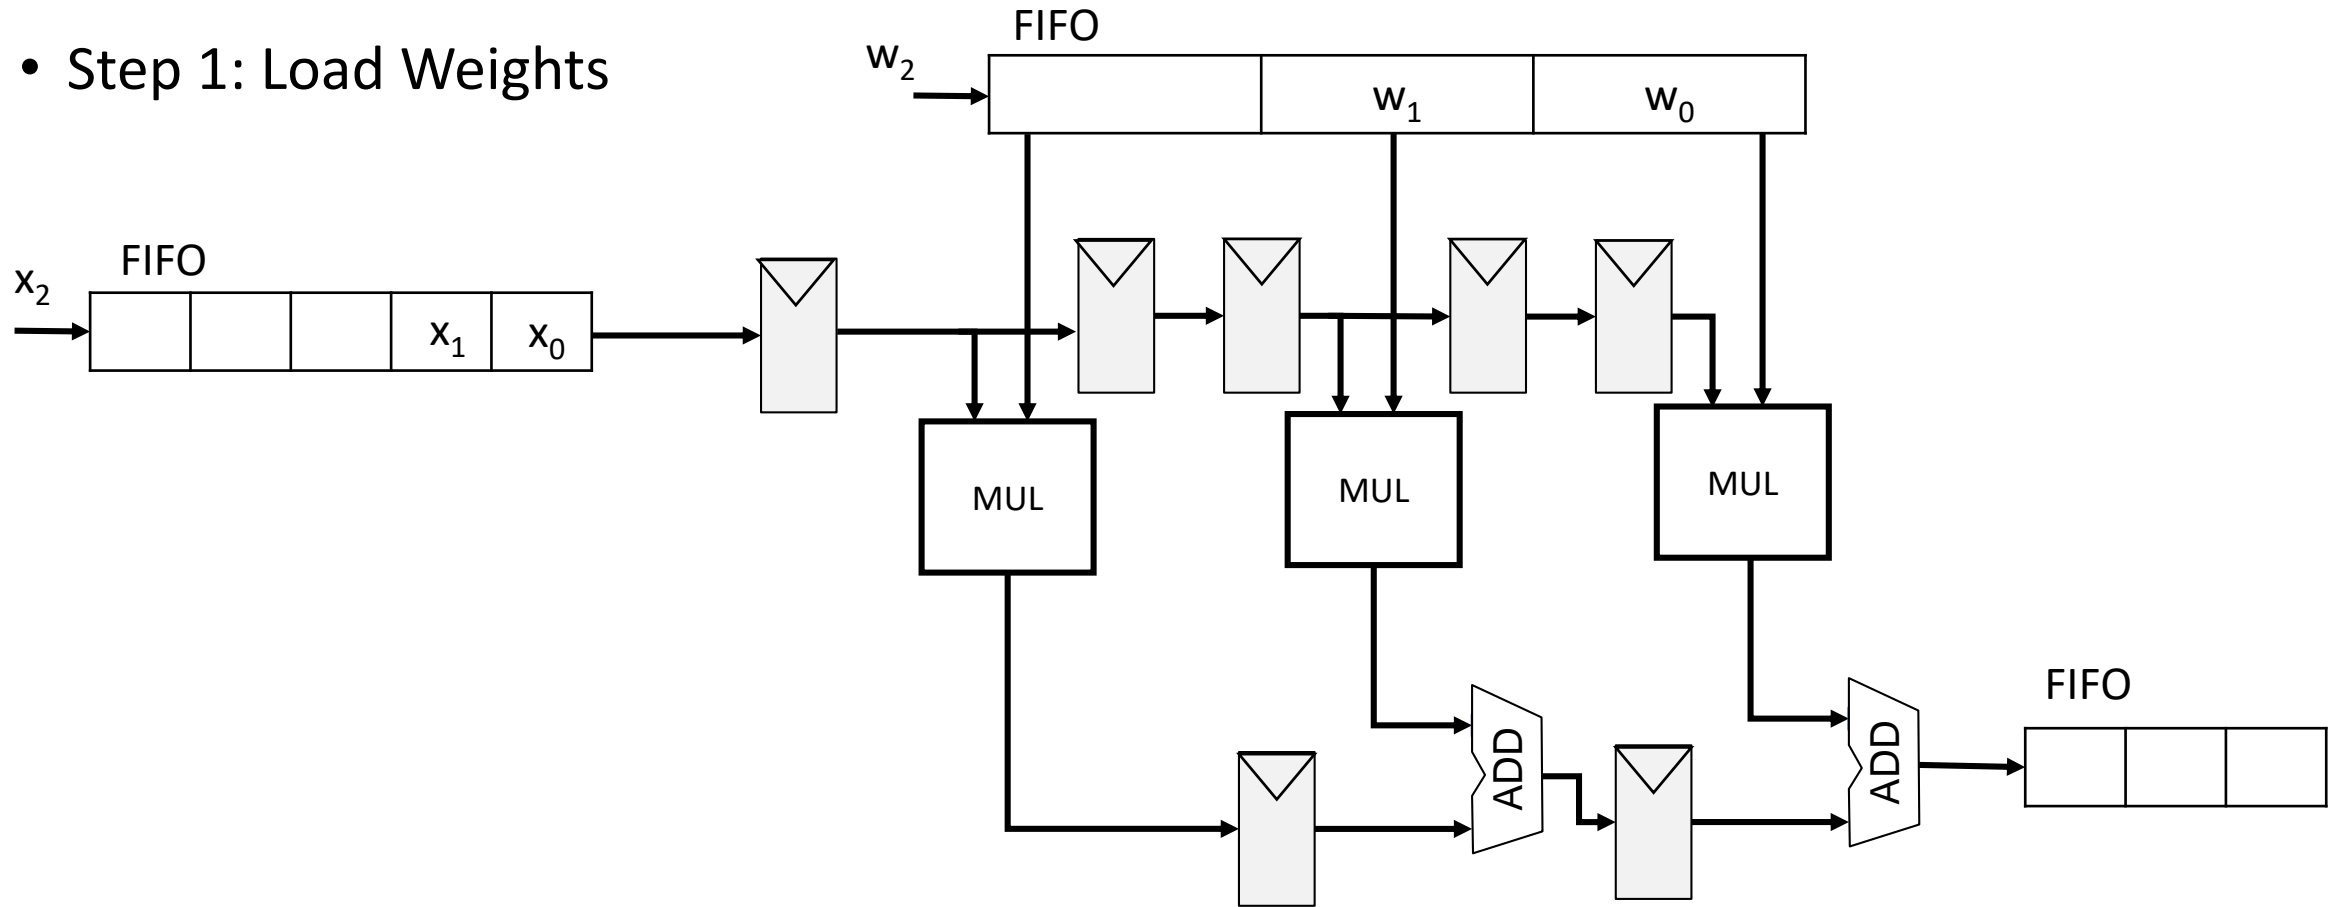 • Step 1: Load Weights
FIFO
w₂
w₁
w₀
FIFO
x₂
x₁
x₀
MUL
MUL
MUL
ADD
ADD
FIFO